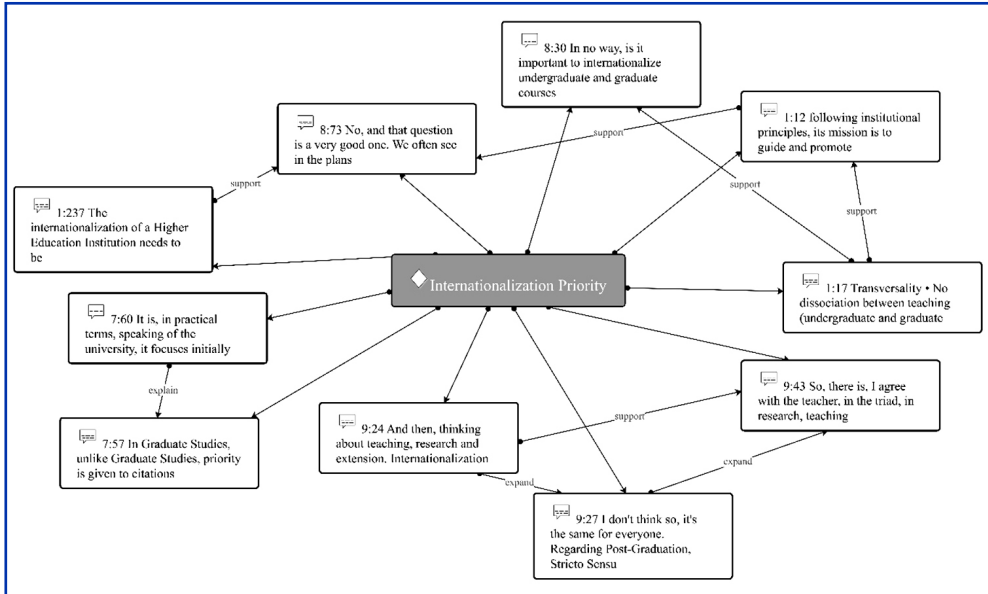 8:30 In no way, is it
important to internationalize
undergraduate and graduate
courses
1:12 following institutional
principles, its mission is to
guide and promote
support
8:73 No, and that question
is a very good one. We often see
in the plans
support
support
support
1:237 The
internationalization of a Higher
Education Institution needs to
be
Internationalization Priority
1:17 Transversality • No
dissociation between teaching
(undergraduate and graduate
7:60 It is, in practical
terms, speaking of the
university, it focuses initially
explain
9:43 So, there is, I agree
with the teacher, in the triad, in
research, teaching
support
7:57 In Graduate Studies,
unlike Graduate Studies, priority
is given to citations
9:24 And then, thinking
about teaching, research and
extension. Internationalization
expand
expand
9:27 I don't think so, it's
the same for everyone.
Regarding Post-Graduation,
Stricto Sensu